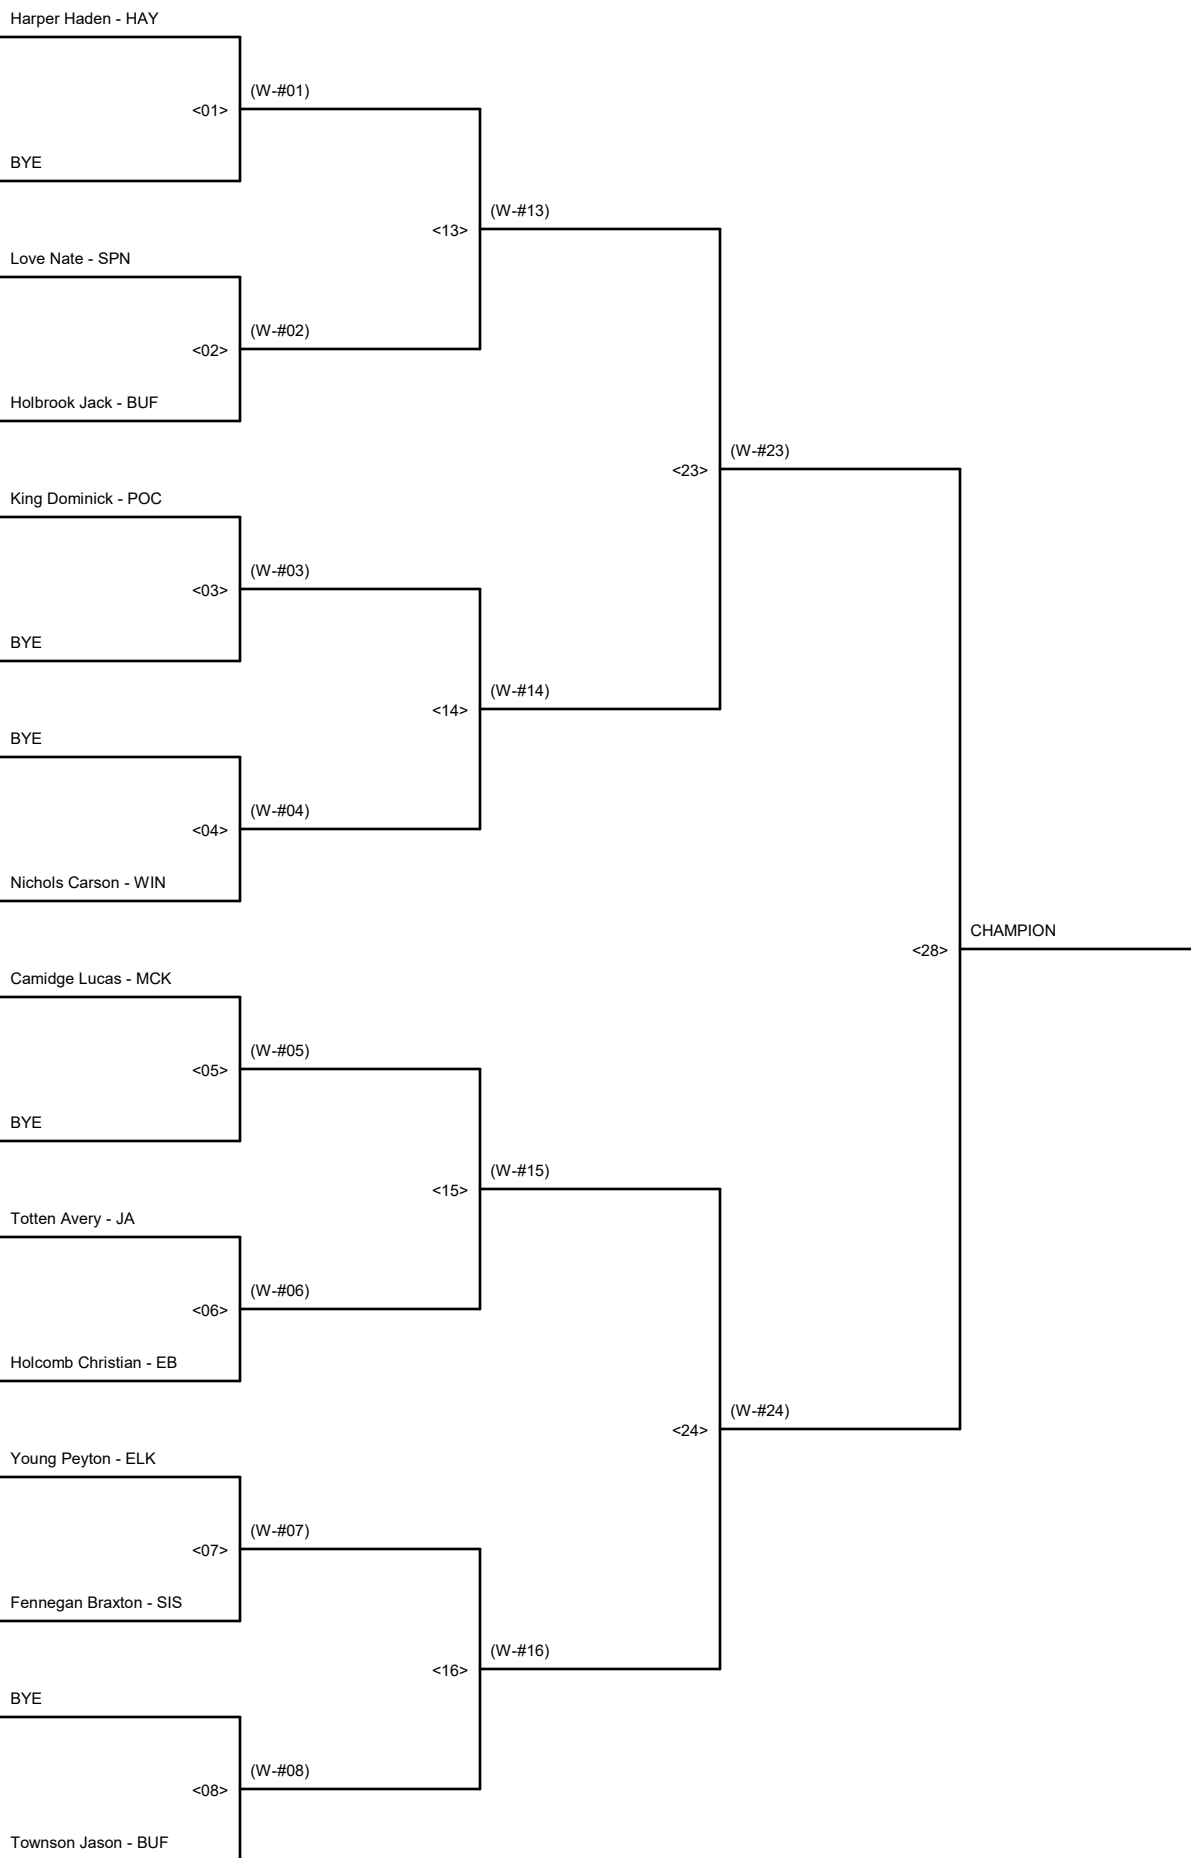 Harper Haden - HAY
(W-#01)
<01>
BYE
(W-#13)
<13>
Love Nate - SPN
(W-#02)
<02>
Holbrook Jack - BUF
(W-#23)
<23>
King Dominick - POC
(W-#03)
<03>
BYE
(W-#14)
<14>
BYE
(W-#04)
<04>
Nichols Carson - WIN
CHAMPION
<28>
Camidge Lucas - MCK
(W-#05)
<05>
BYE
(W-#15)
<15>
Totten Avery - JA
(W-#06)
<06>
Holcomb Christian - EB
(W-#24)
<24>
Young Peyton - ELK
(W-#07)
<07>
Fennegan Braxton - SIS
(W-#16)
<16>
BYE
(W-#08)
<08>
Townson Jason - BUF